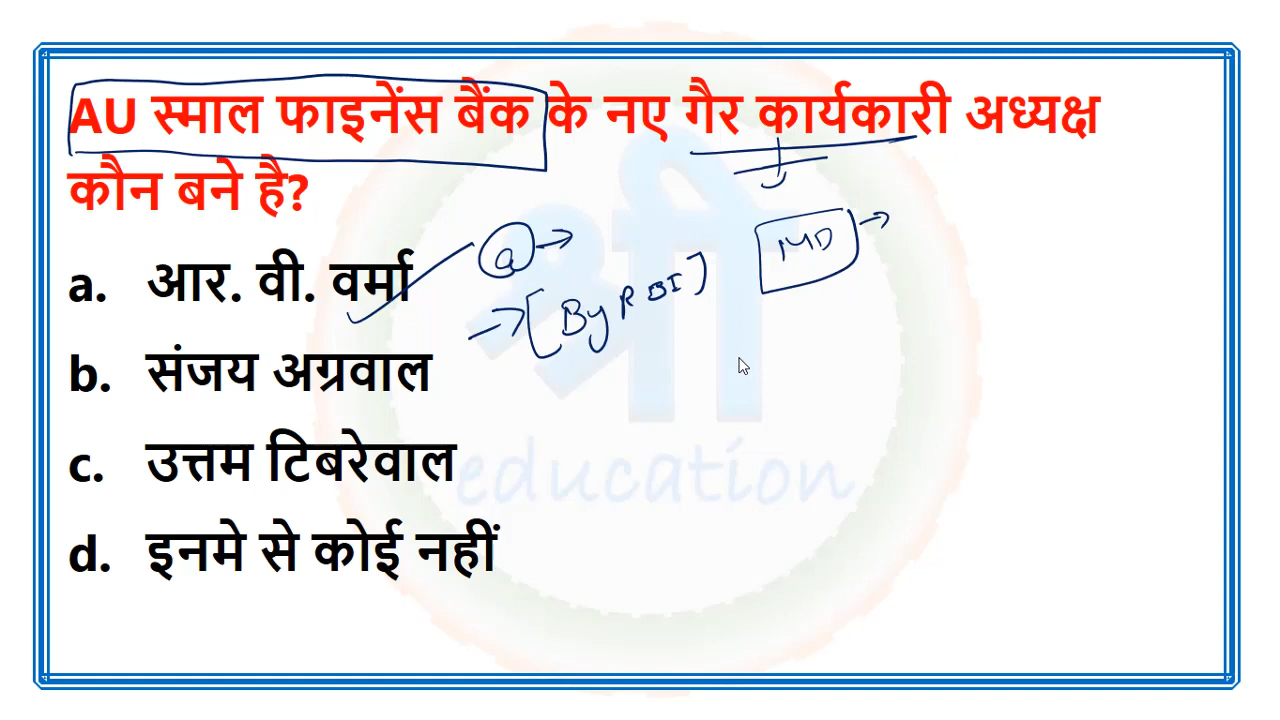 AU स्माल फाइनेंस बैंक के नए गैर कार्यकारी अध्यक्ष
कौन बने है?
a. आर. वी. वर्मा
a
MD
[By RBI]
b. संजय अग्रवाल
c. उत्तम टिबरेवाल
d. इनमे से कोई नहीं
श्री
education